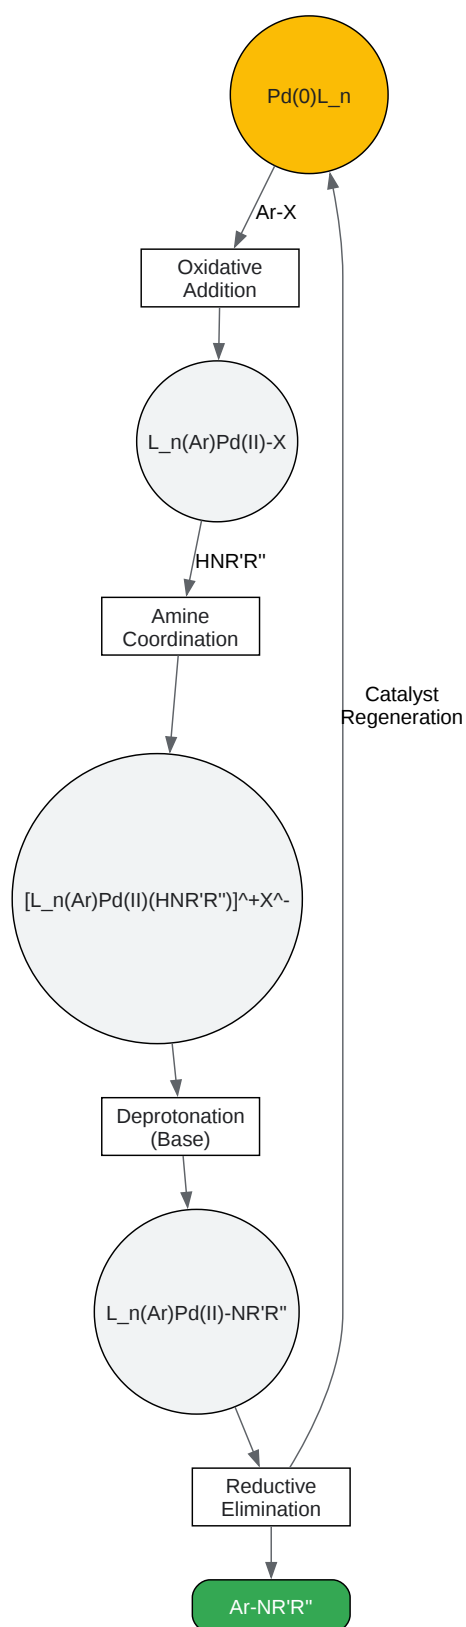 Pd(0)L_n
Ar-X
Oxidative
Addition
L_n(Ar)Pd(II)-X
HNR'R''
Amine
Coordination
Catalyst
Regeneration
[L_n(Ar)Pd(II)(HNR'R'')]^+X^-
Deprotonation
(Base)
L_n(Ar)Pd(II)-NR'R''
Reductive
Elimination
Ar-NR'R''